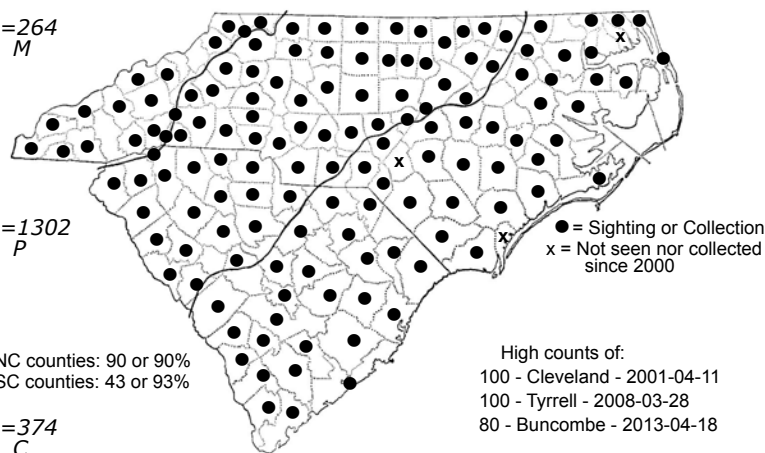 =264
M
x
x
=1302
P
x
● = Sighting or Collection
x = Not seen nor collected
since 2000
NC counties: 90 or 90%
SC counties: 43 or 93%
High counts of:
100 - Cleveland - 2001-04-11
100 - Tyrrell - 2008-03-28
80 - Buncombe - 2013-04-18
=374
C